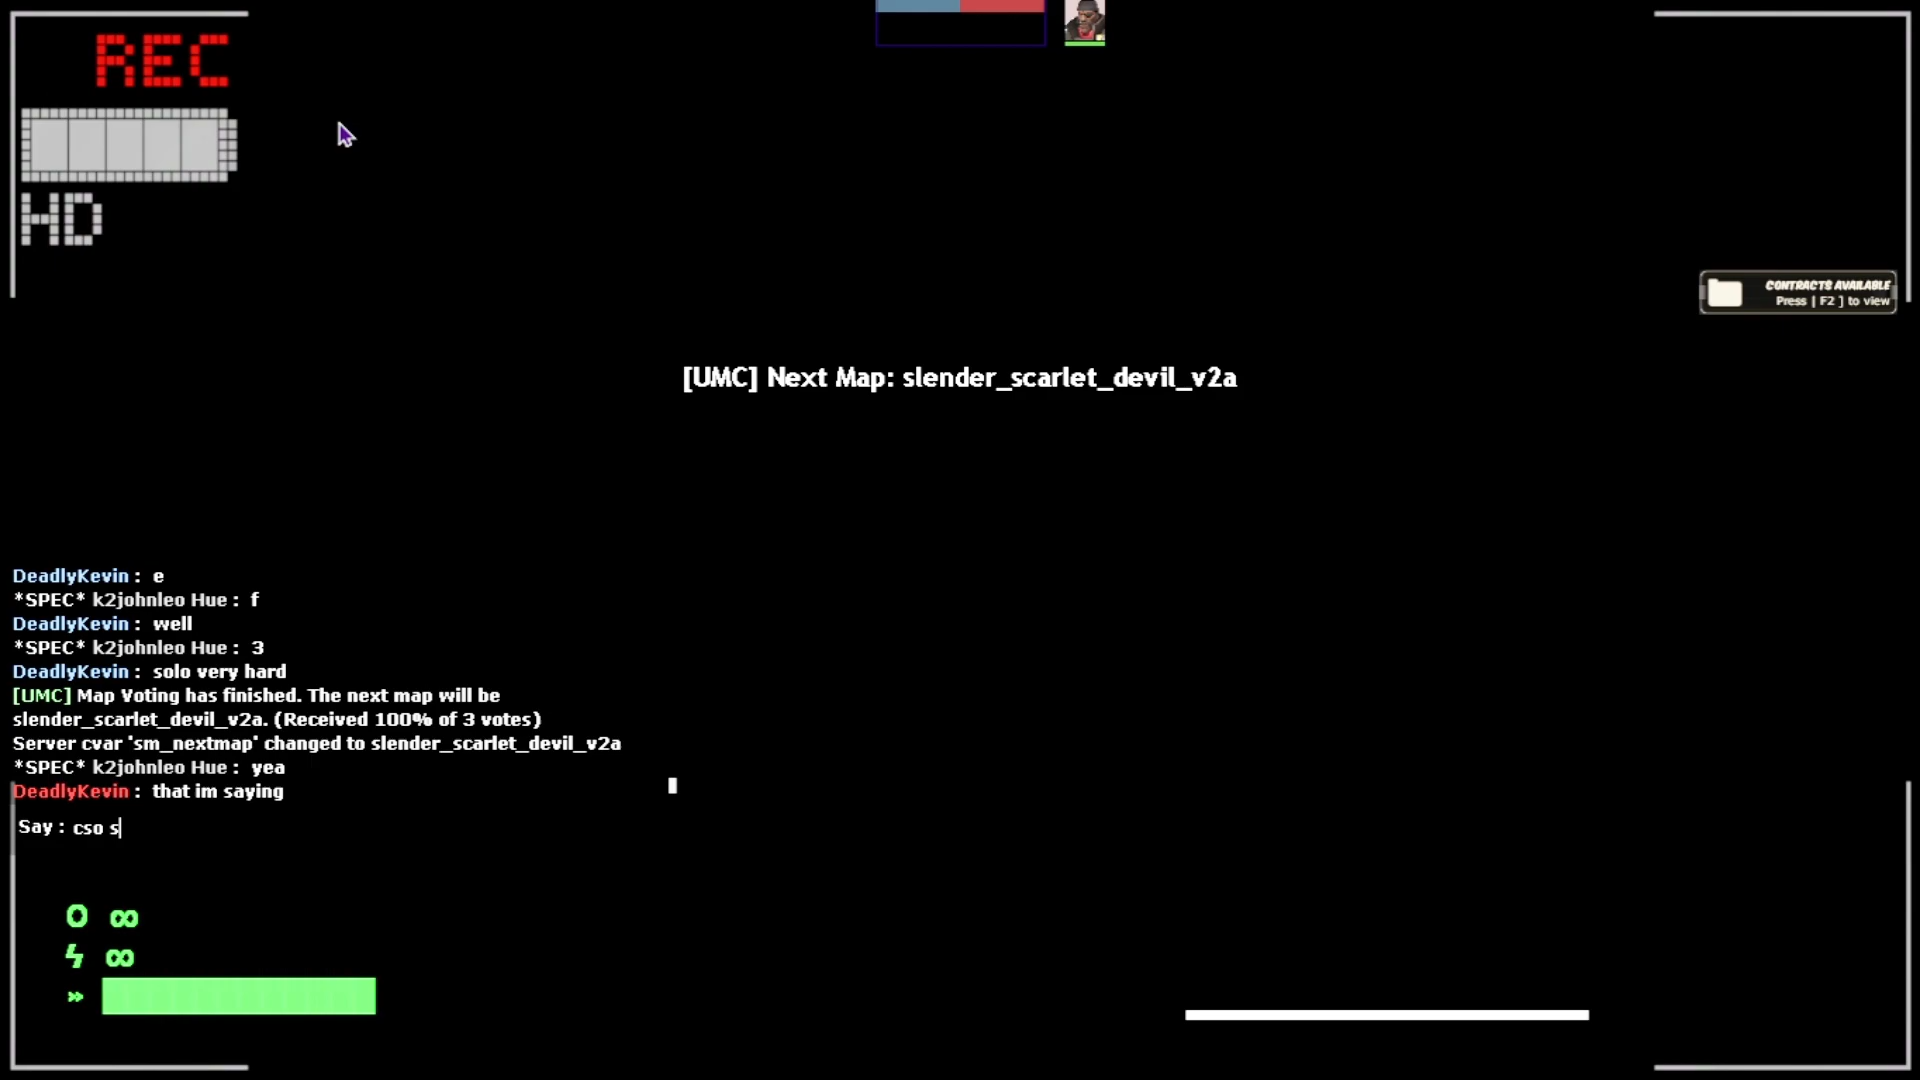 REC
HD
CONTRACTS AVAILABLE
Press [ F2 ] to view
[UMC] Next Map: slender_scarlet_devil_v2a
DeadlyKevin : e
*SPEC* k2johnleo Hue : f
DeadlyKevin : well
*SPEC* k2johnleo Hue : 3
DeadlyKevin : solo very hard
[UMC] Map Voting has finished. The next map will be
slender_scarlet_devil_v2a. (Received 100% of 3 votes)
Server cvar 'sm_nextmap' changed to slender_scarlet_devil_v2a
*SPEC* k2johnleo Hue : yea
DeadlyKevin : that im saying
Say : cso s
O ∞
ϟ ∞
»